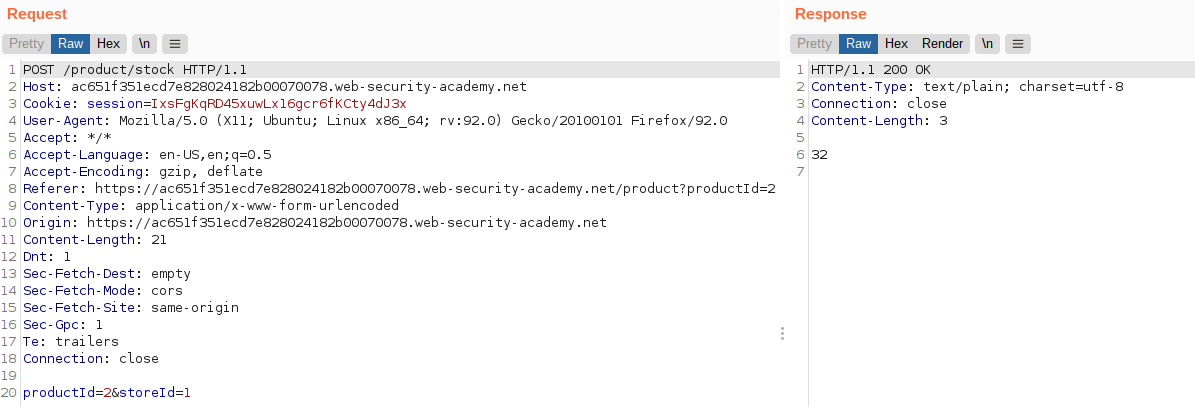 Request
Pretty Raw Hex \n ☰
1 POST /product/stock HTTP/1.1
2 Host: ac651f351ecd7e828024182b00070078.web-security-academy.net
3 Cookie: session=IxsFgKqRD45xuwLx16gcr6fKCty4dJ3x
4 User-Agent: Mozilla/5.0 (X11; Ubuntu; Linux x86_64; rv:92.0) Gecko/20100101 Firefox/92.0
5 Accept: */*
6 Accept-Language: en-US,en;q=0.5
7 Accept-Encoding: gzip, deflate
8 Referer: https://ac651f351ecd7e828024182b00070078.web-security-academy.net/product?productId=2
9 Content-Type: application/x-www-form-urlencoded
10 Origin: https://ac651f351ecd7e828024182b00070078.web-security-academy.net
11 Content-Length: 21
12 Dnt: 1
13 Sec-Fetch-Dest: empty
14 Sec-Fetch-Mode: cors
15 Sec-Fetch-Site: same-origin
16 Sec-Gpc: 1
17 Te: trailers
18 Connection: close
19
20 productId=2&storeId=1
Response
Pretty Raw Hex Render \n ☰
1 HTTP/1.1 200 OK
2 Content-Type: text/plain; charset=utf-8
3 Connection: close
4 Content-Length: 3
5
6 32
7